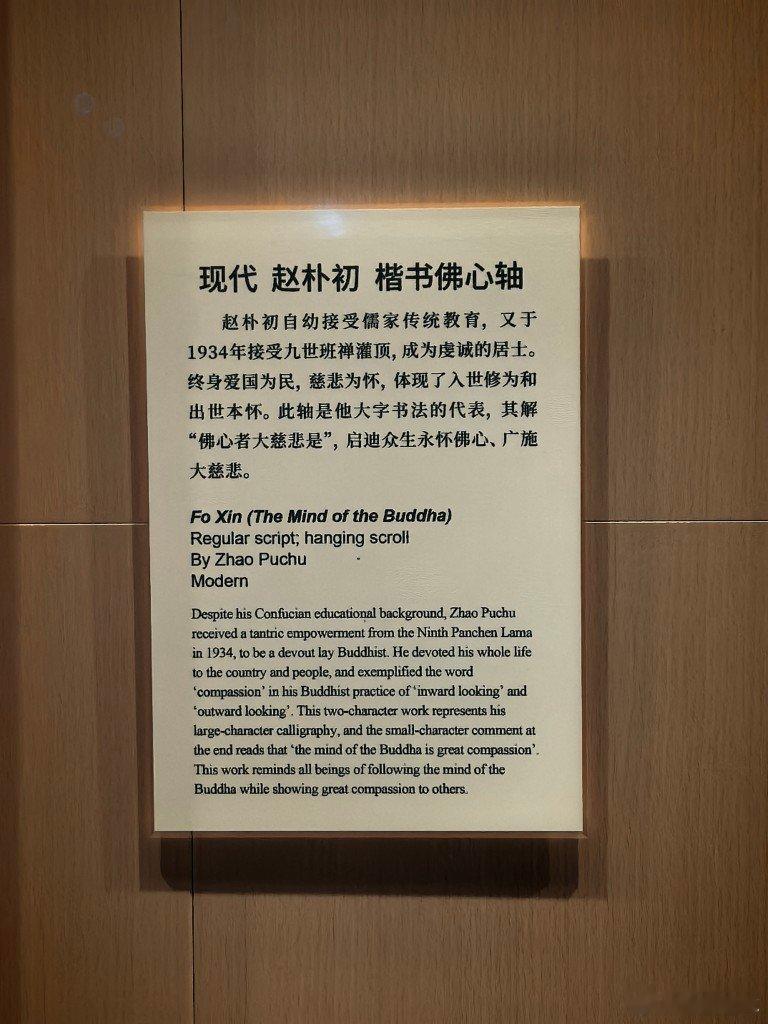 现代 赵朴初 楷书佛心轴
赵朴初自幼接受儒家传统教育，又于
1934年接受九世班禅灌顶，成为虔诚的居士。
终身爱国为民，慈悲为怀，体现了入世修为和
出世本怀。此轴是他大字书法的代表，其解
“佛心者大慈悲是”，启迪众生永怀佛心、广施
大慈悲。
Fo Xin (The Mind of the Buddha)
Regular script; hanging scroll
By Zhao Puchu
Modern
Despite his Confucian educational background, Zhao Puchu
received a tantric empowerment from the Ninth Panchen Lama
in 1934, to be a devout lay Buddhist. He devoted his whole life
to the country and people, and exemplified the word
‘compassion’ in his Buddhist practice of ‘inward looking’ and
‘outward looking’. This two-character work represents his
large-character calligraphy, and the small-character comment at
the end reads that ‘the mind of the Buddha is great compassion’.
This work reminds all beings of following the mind of the
Buddha while showing great compassion to others.